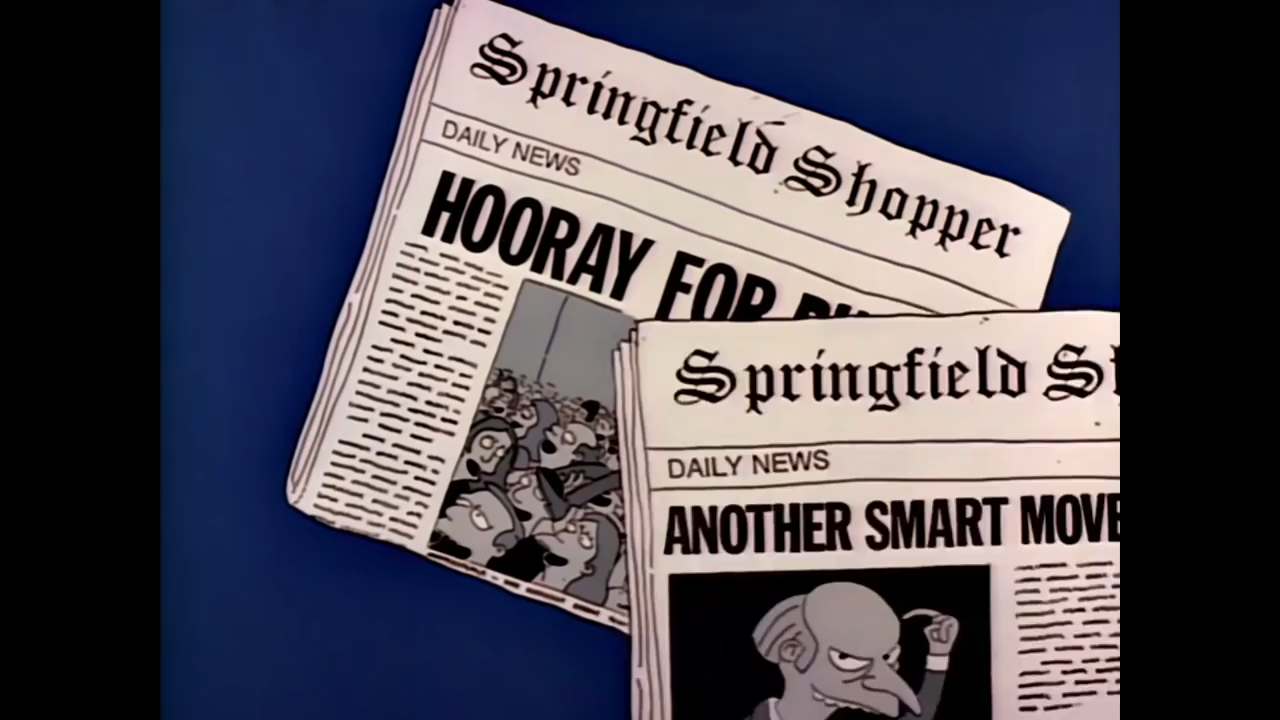 Springfield Shopper
DAILY NEWS
HOORAY FOR
Springfield
DAILY NEWS
ANOTHER SMART MOVE